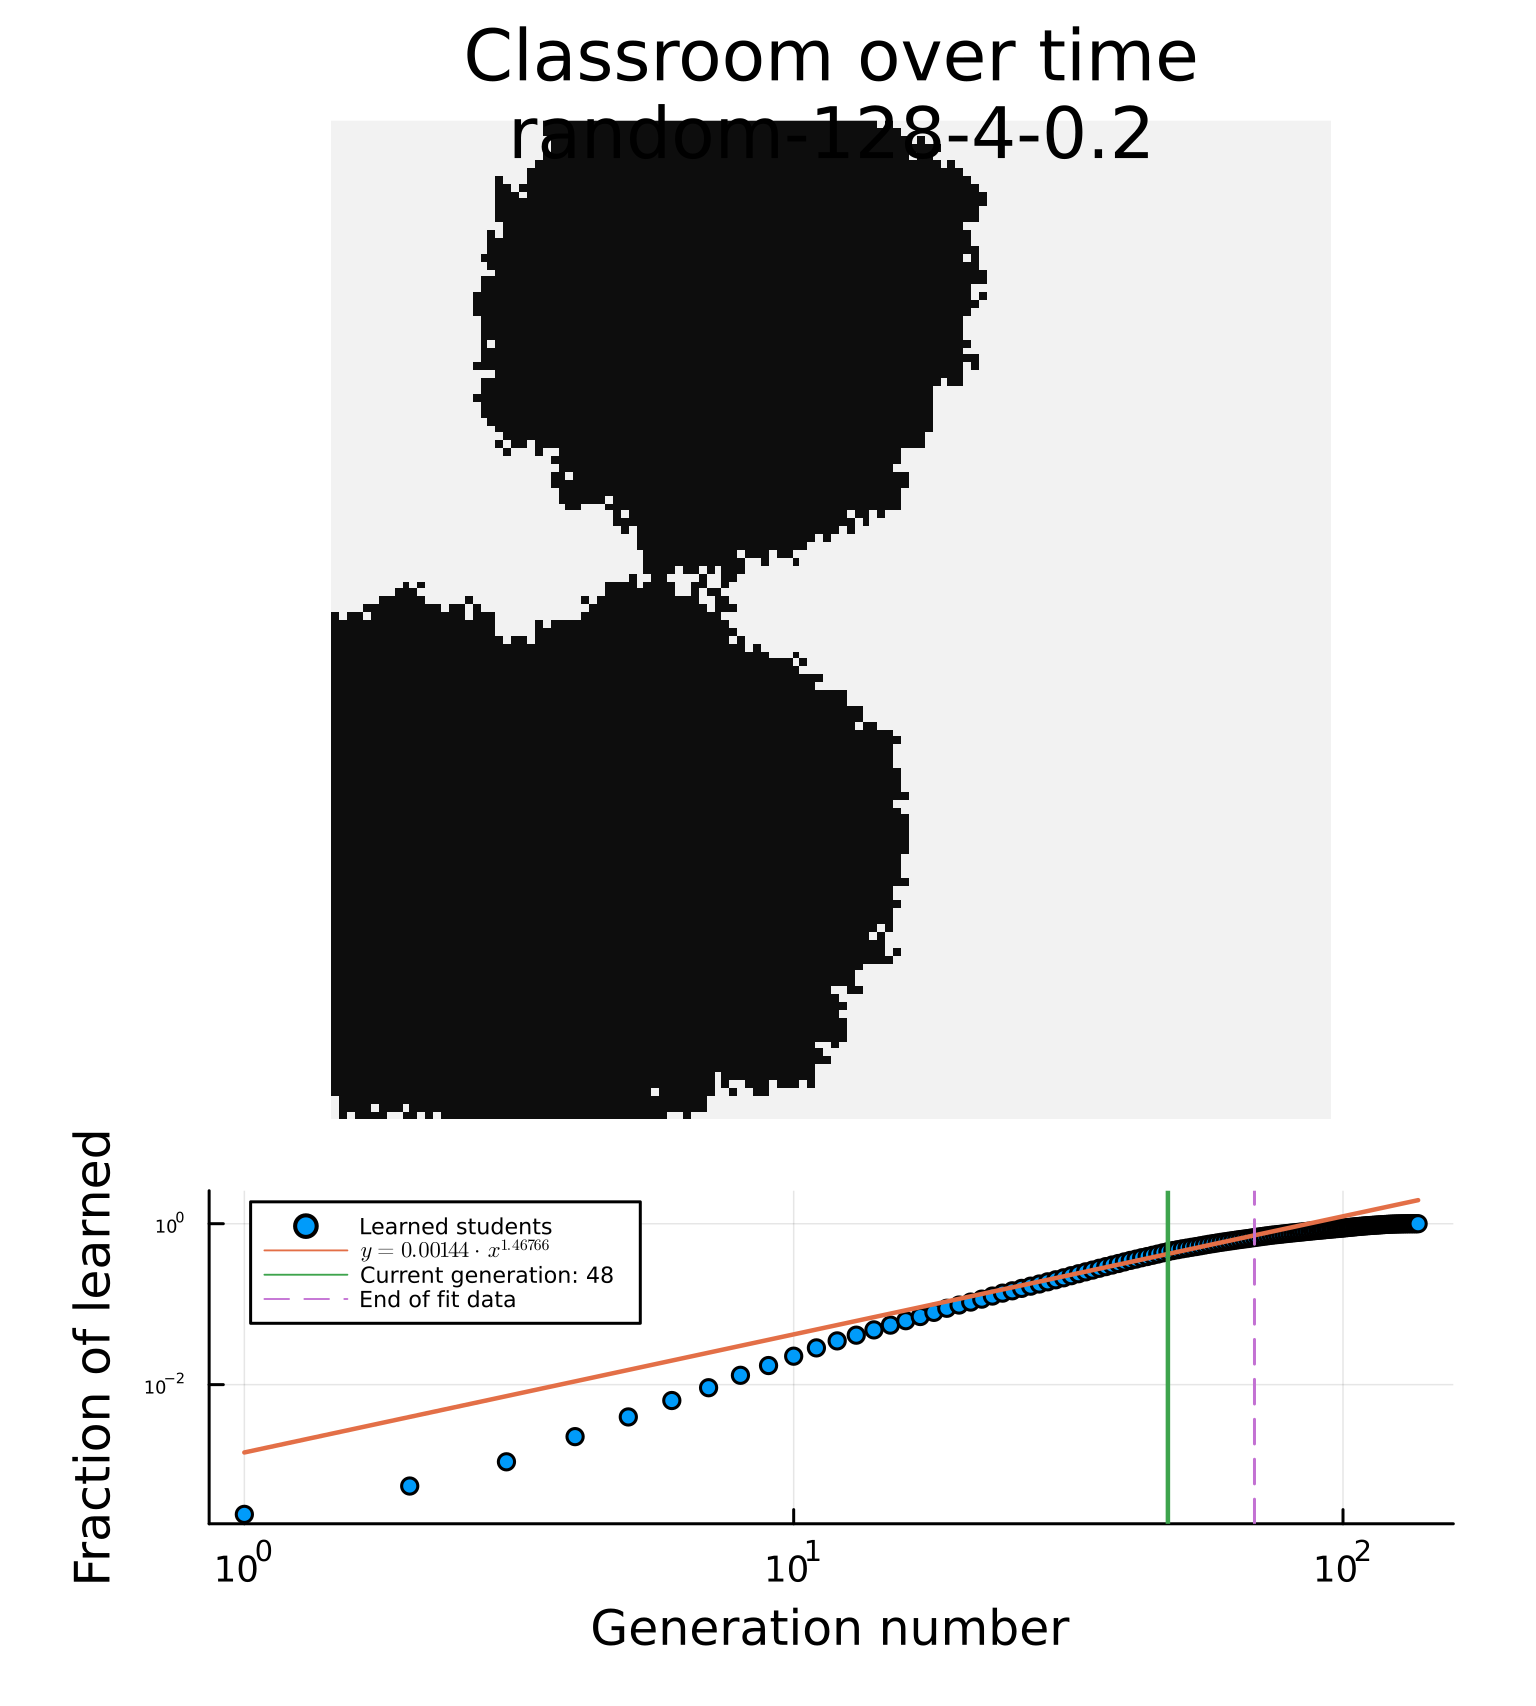 Classroom over time
random-128-4-0.2
Fraction of learned
10^0
10^-2
Learned students
y = 0.00144 · x^1.46766
Current generation: 48
End of fit data
10^0
10^1
10^2
Generation number